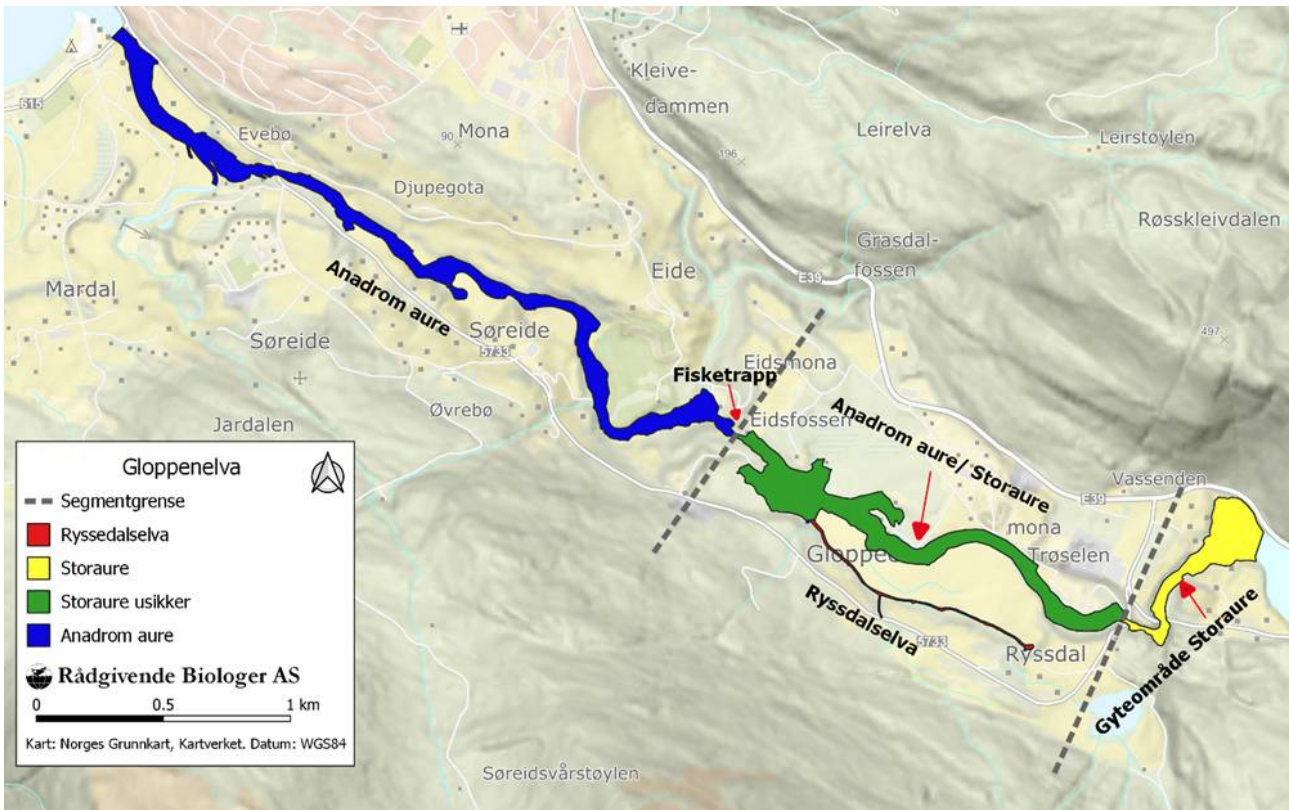 615
Evebø
90
Mona
Kleive-
dammen
Leirelva
Leirstøylen
196
Djupegota
Røsskleivdalen
Grasdal-
fossen
E39
Eide
Mardal
Anadrom aure
Søreide
Søreide
5733
497
Eidsmona
Fisketrapp
Eidsfossen
Øvrebø
Jardalen
Anadrom aure/ Storaure
Vassenden
E39
mona
Trøselen
Ryssdalselva
5733
Ryssdal
Gyteområde Storaure
Søreidsvårstøylen
Gloppenelva
Segmentgrense
Ryssedalselva
Storaure
Storaure usikker
Anadrom aure
Rådgivende Biologer AS
0 0.5 1 km
Kart: Norges Grunnkart, Kartverket. Datum: WGS84